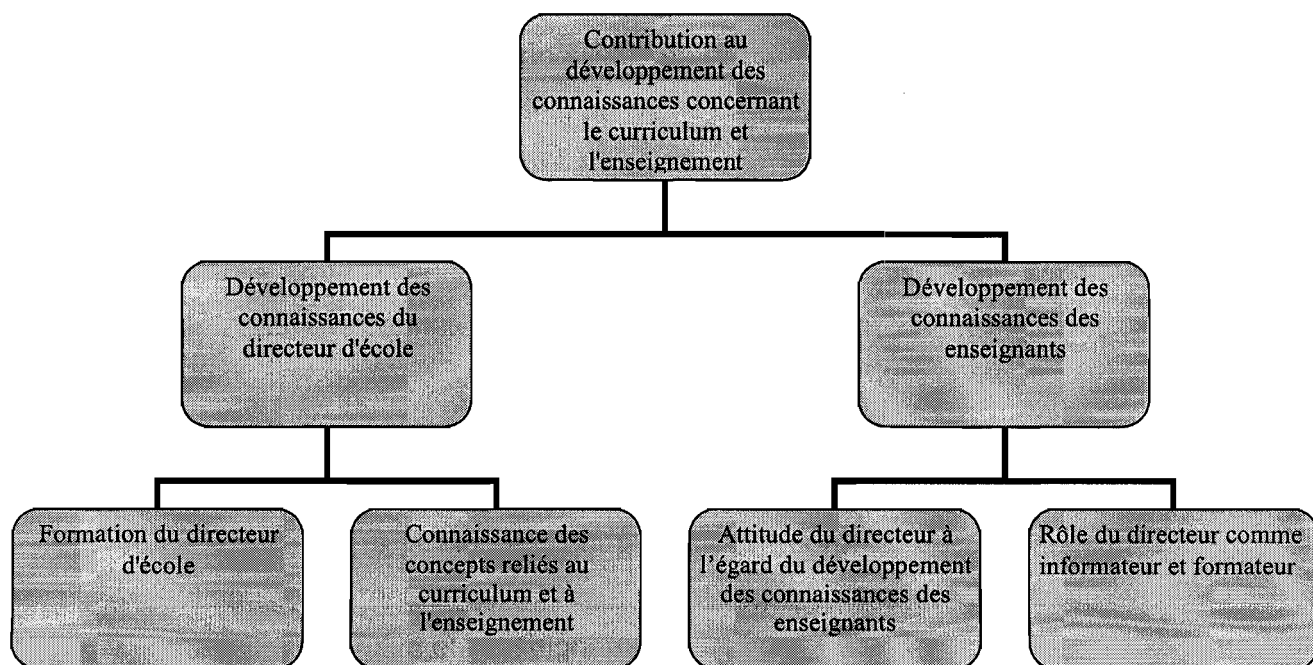 Contribution au
développement des
connaissances concernant
le curriculum et
l'enseignement
Développement des
connaissances du
directeur d'école
Développement des
connaissances des
enseignants
Formation du directeur
d'école
Connaissance des
concepts reliés au
curriculum et à
l'enseignement
Attitude du directeur à
l’égard du développement
des connaissances des
enseignants
Rôle du directeur comme
informateur et formateur